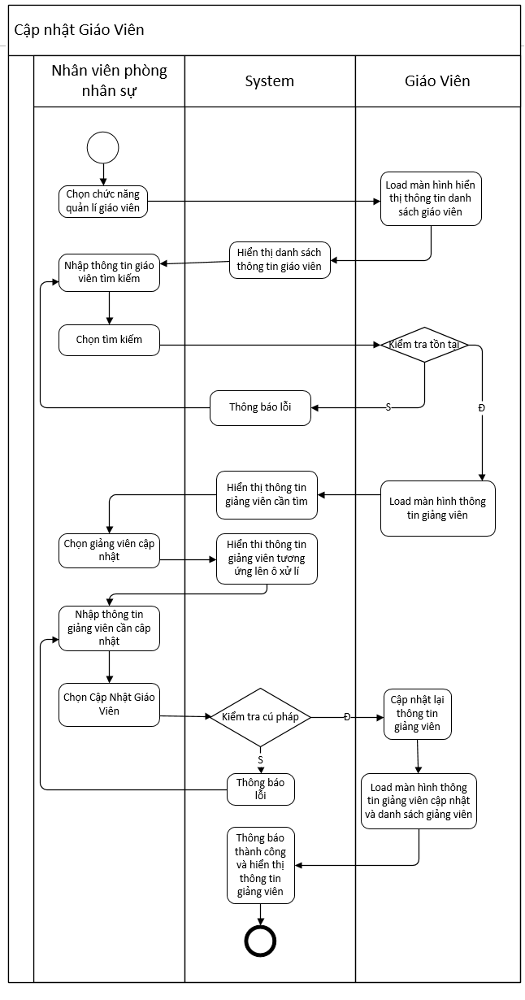 Cập nhật Giáo Viên
Nhân viên phòng
nhân sự
System
Giáo Viên
Chọn chức năng
quản lí giáo viên
Load màn hình hiển
thị thông tin danh
sách giáo viên
Hiển thị danh sách
thông tin giáo viên
Nhập thông tin giáo
viên tìm kiếm
Chọn tìm kiếm
Kiểm tra tồn tại
Thông báo lỗi
S
Đ
Hiển thị thông tin
giảng viên cần tìm
Load màn hình thông
tin giảng viên
Chọn giảng viên cập
nhật
Hiển thi thông tin
giảng viên tương
ứng lên ô xử lí
Nhập thông tin
giảng viên cần câp
nhật
Chọn Cập Nhật Giáo
Viên
Kiểm tra cú pháp
Đ
Cập nhật lại
thông tin
giảng viên
S
Thông báo
lỗi
Load màn hình thông
tin giảng viên cập nhật
và danh sách giảng viên
Thông báo
thành công
và hiển thị
thông tin
giảng viên